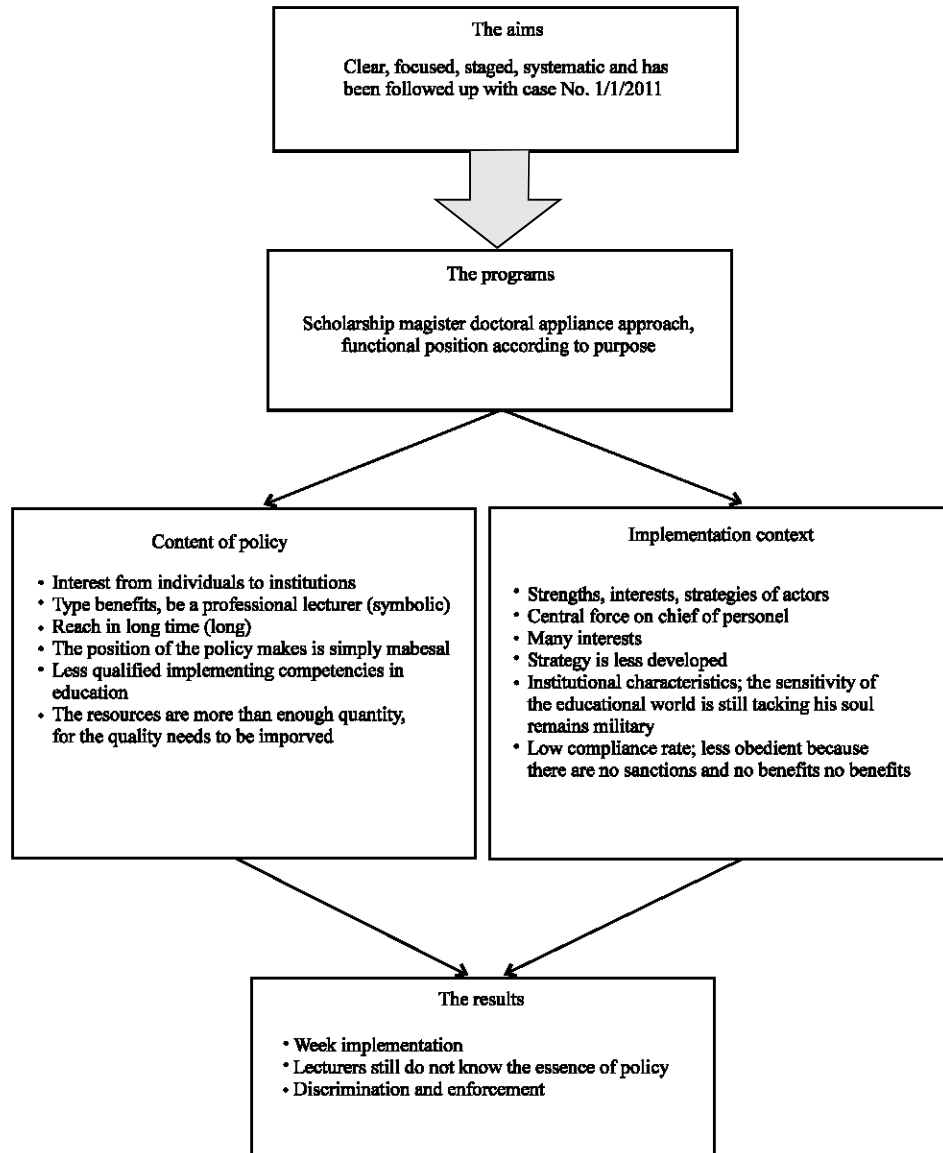 The aims
Clear, focused, staged, systematic and has
been followed up with case No. 1/1/2011
The programs
Scholarship magister doctoral appliance approach,
functional position according to purpose
Content of policy
• Interest from individuals to institutions
• Type benefits, be a professional lecturer (symbolic)
• Reach in long time (long)
• The position of the policy makes is simply mabesal
• Less qualified implementing competencies in
education
• The resources are more than enough quantity,
for the quality needs to be imporved
Implementation context
• Strengths, interests, strategies of actors
• Central force on chief of personel
• Many interests
• Strategy is less developed
• Institutional characteristics; the sensitivity of
the educational world is still tacking his soul
remains military
• Low compliance rate; less obedient because
there are no sanctions and no benefits no benefits
The results
• Week implementation
• Lecturers still do not know the essence of policy
• Discrimination and enforcement